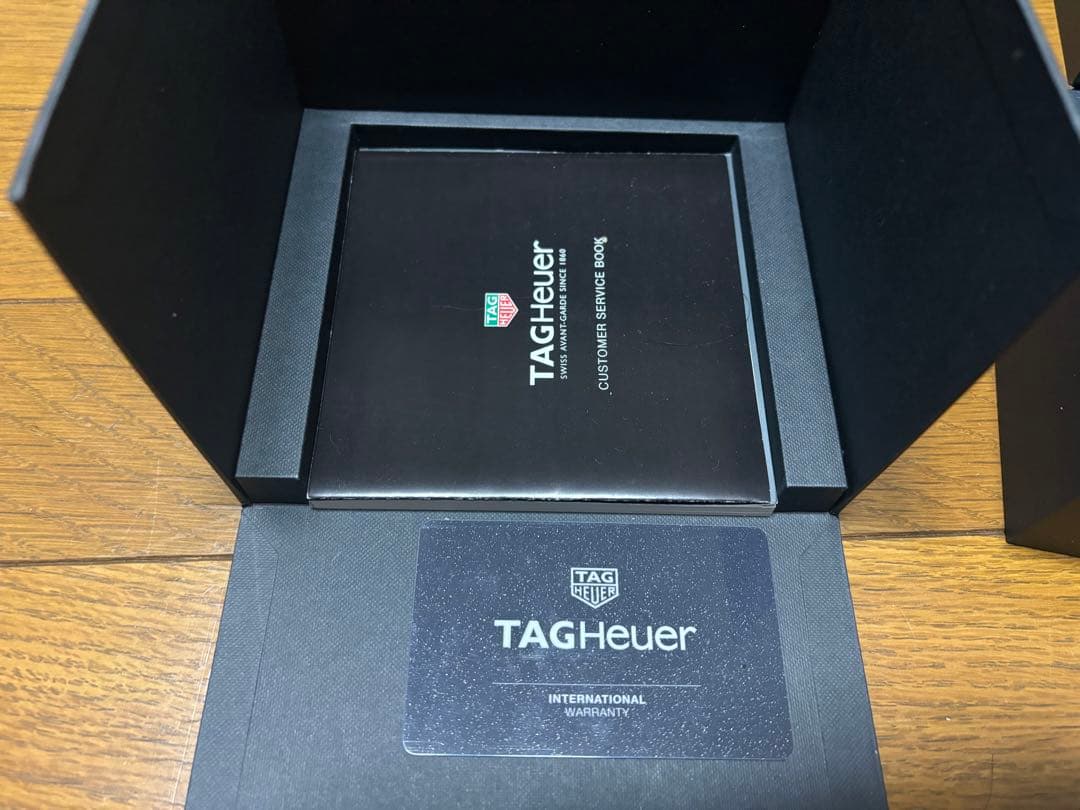 TAG
HEUER
TAGHeuer
SWISS AVANT-GARDE SINCE 1860
CUSTOMER SERVICE BOOK
TAG
HEUER
TAGHeuer
INTERNATIONAL
WARRANTY